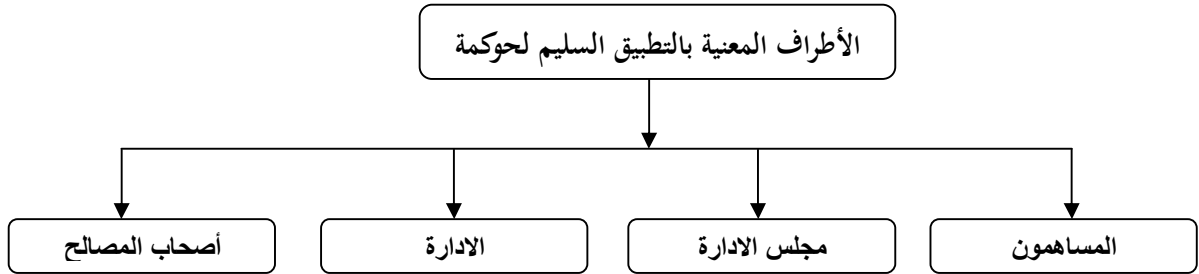 الأطراف المعنية بالتطبيق السليم لحوكمة
المساهمون
مجلس الادارة
الادارة
أصحاب المصالح